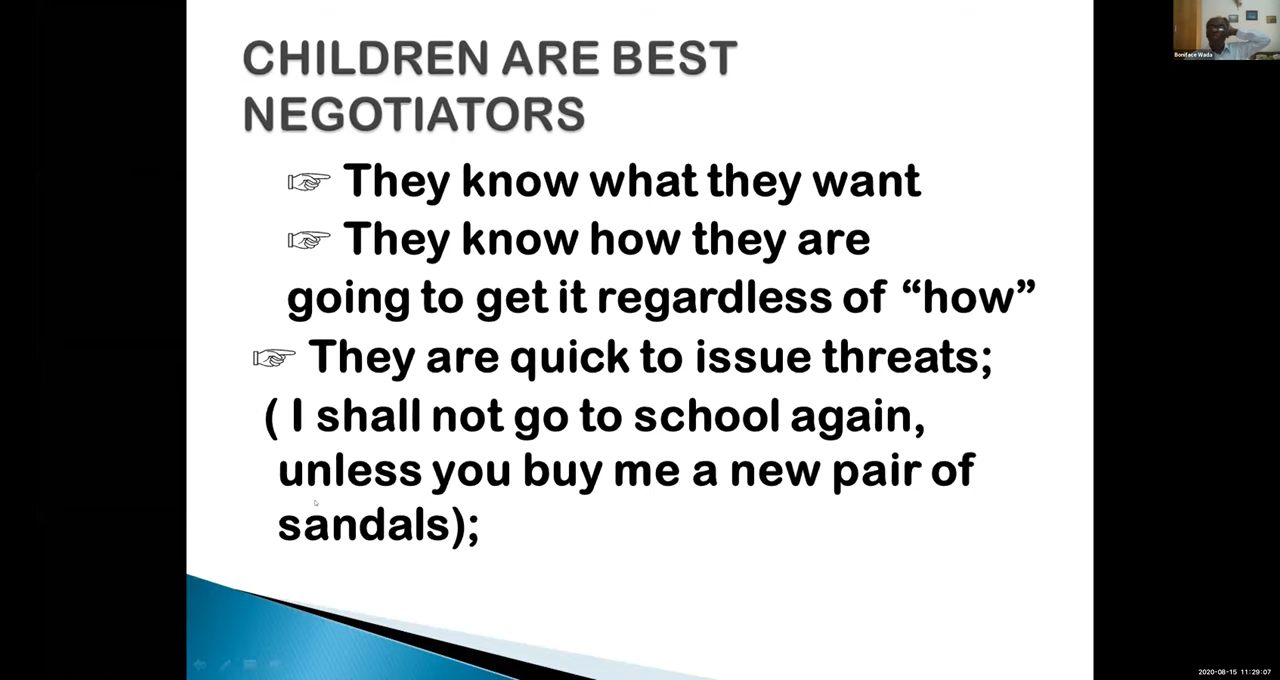 CHILDREN ARE BEST
NEGOTIATORS
☞ They know what they want
☞ They know how they are
going to get it regardless of “how”
☞ They are quick to issue threats;
( I shall not go to school again,
unless you buy me a new pair of
sandals);
Boniface Wada
2020-08-15 11:29:07